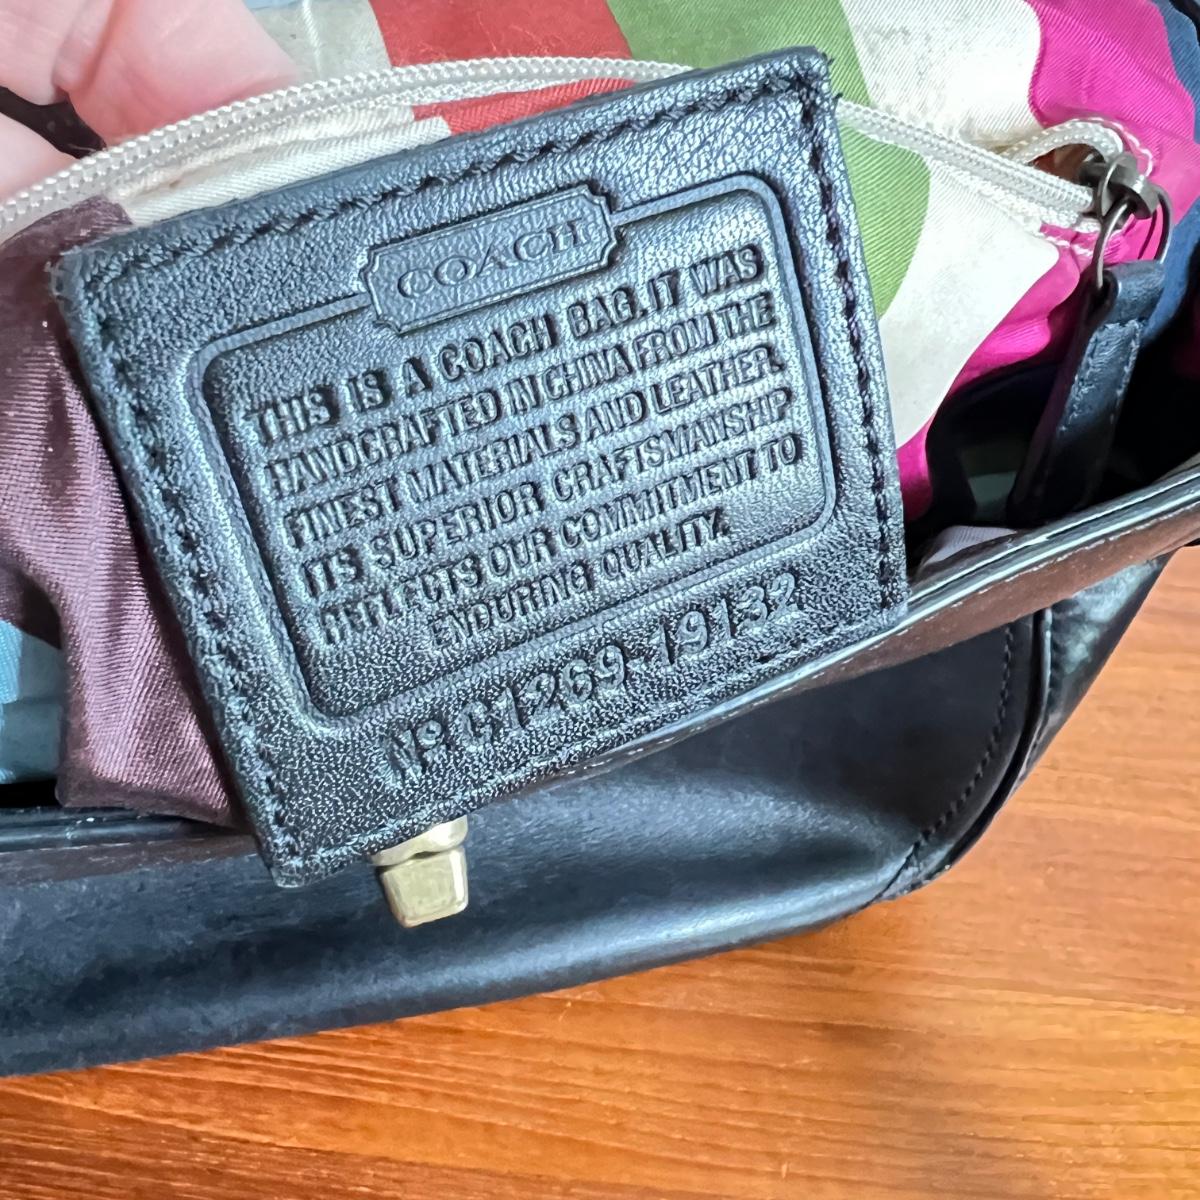 COACH
THIS IS A COACH BAG. IT WAS
HANDCRAFTED IN CHINA FROM THE
FINEST MATERIALS AND LEATHER.
ITS SUPERIOR CRAFTSMANSHIP
REFLECTS OUR COMMITMENT TO
ENDURING QUALITY.
Nº G1269-19132